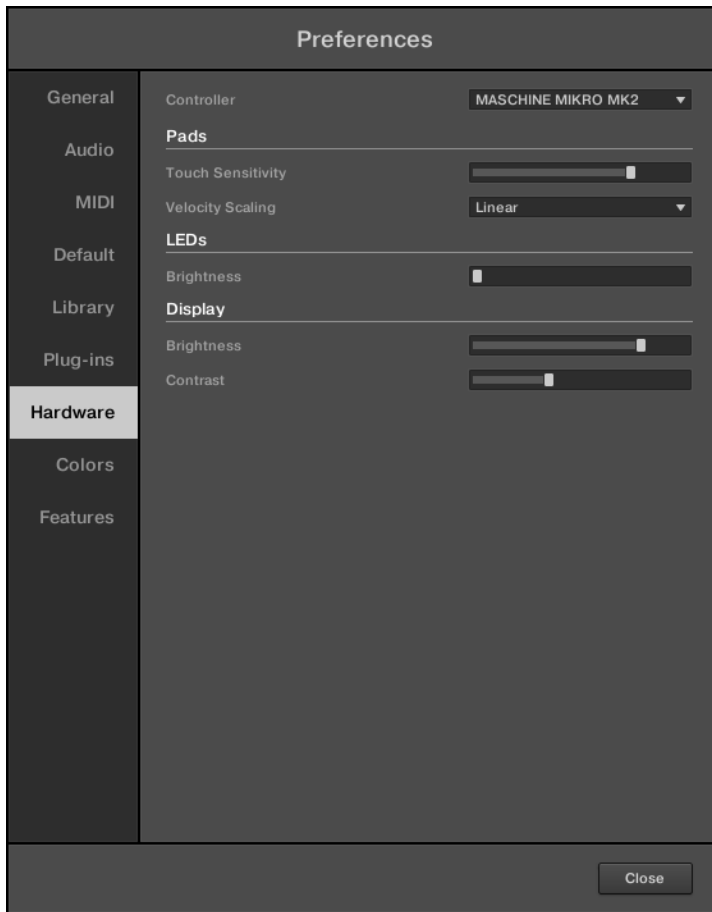 Preferences
General
Audio
MIDI
Default
Library
Plug-ins
Hardware
Colors
Features
Controller MASCHINE MIKRO MK2
Pads
Touch Sensitivity
Velocity Scaling Linear
LEDs
Brightness
Display
Brightness
Contrast
Close